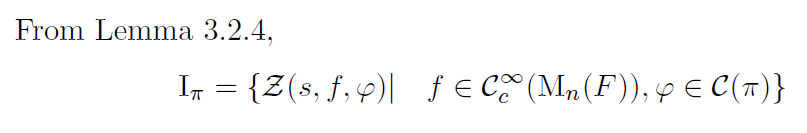 From Lemma 3.2.4,
I_π = {𝒵(s, f, φ)| f ∈ 𝒞_c^∞(M_n(F)), φ ∈ 𝒞(π)}